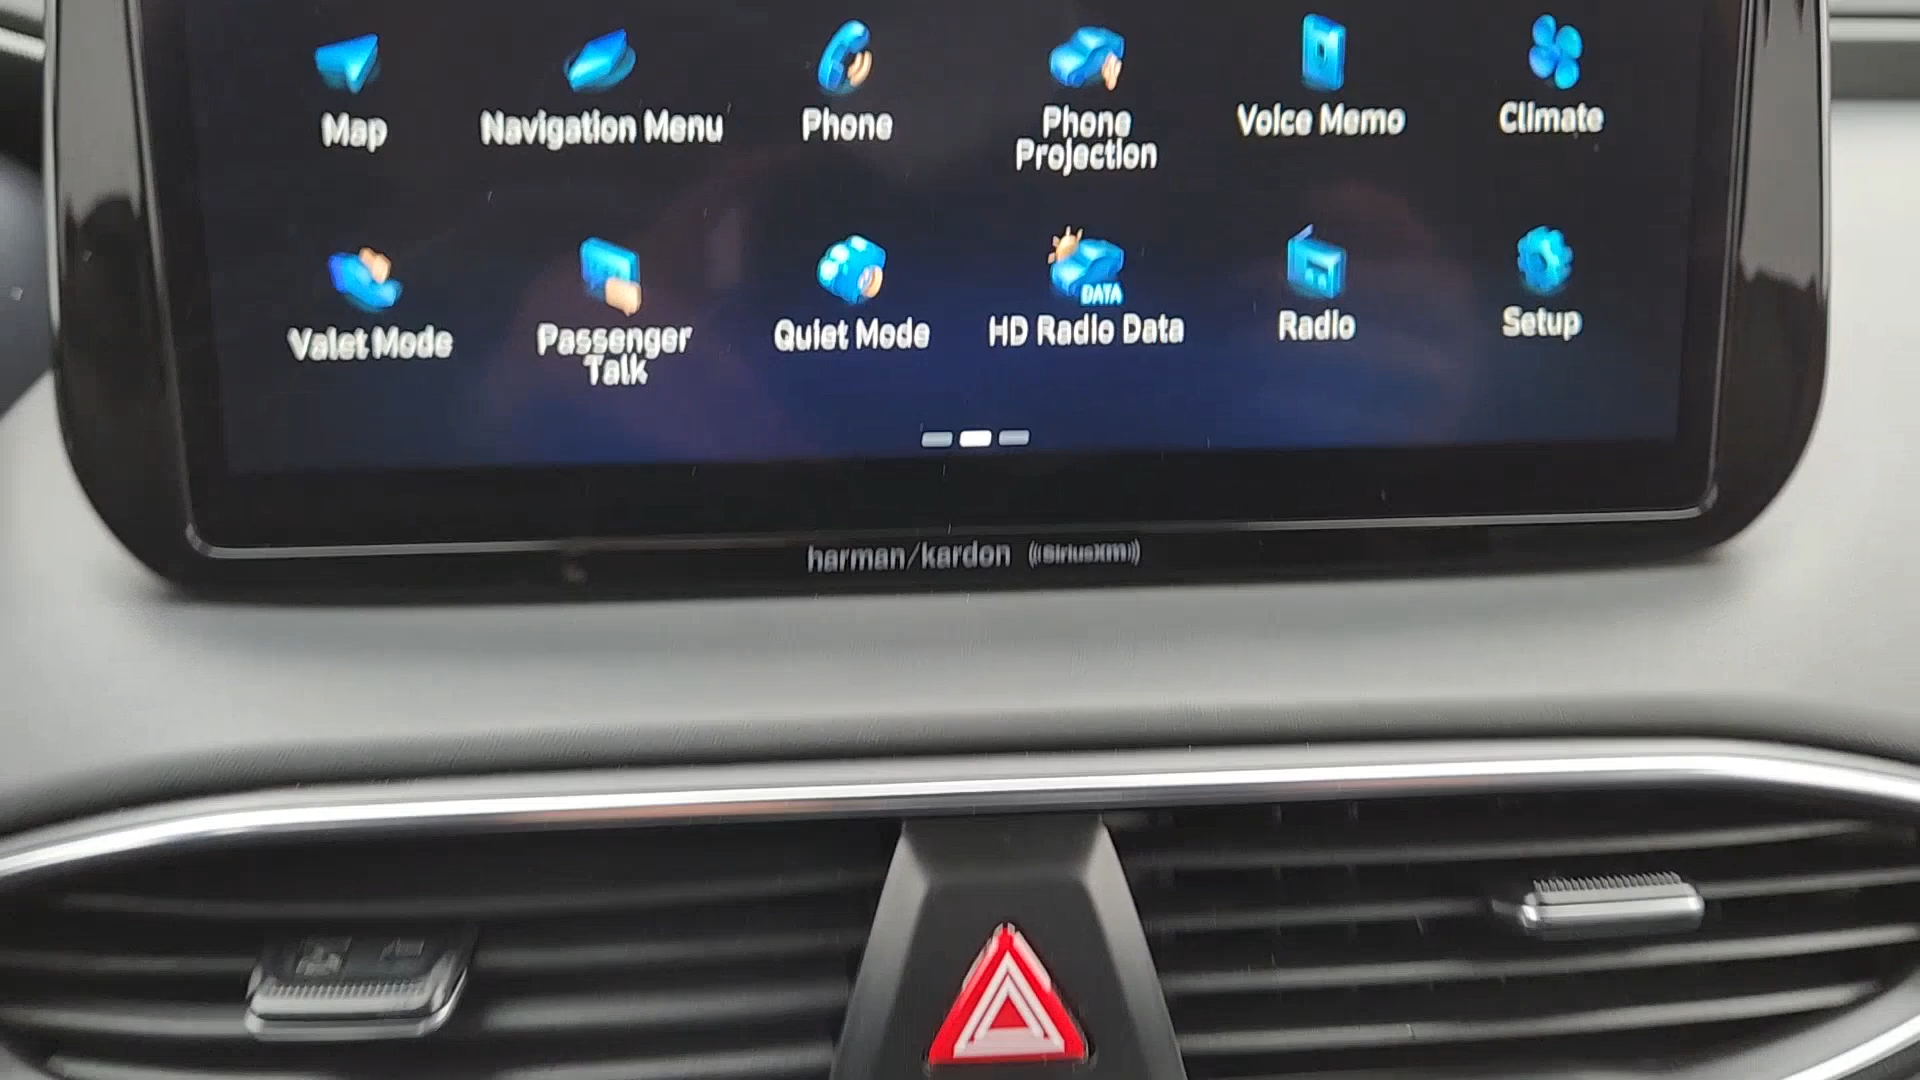 Map
Navigation Menu
Phone
Phone
Projection
Voice Memo
Climate
DATA
Valet Mode
Passenger
Talk
Quiet Mode
HD Radio Data
Radio
Setup
harman/kardon ((SiriusXM))